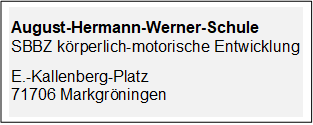 August-Hermann-Werner-Schule
SBBZ körperlich-motorische Entwicklung
E.-Kallenberg-Platz
71706 Markgröningen